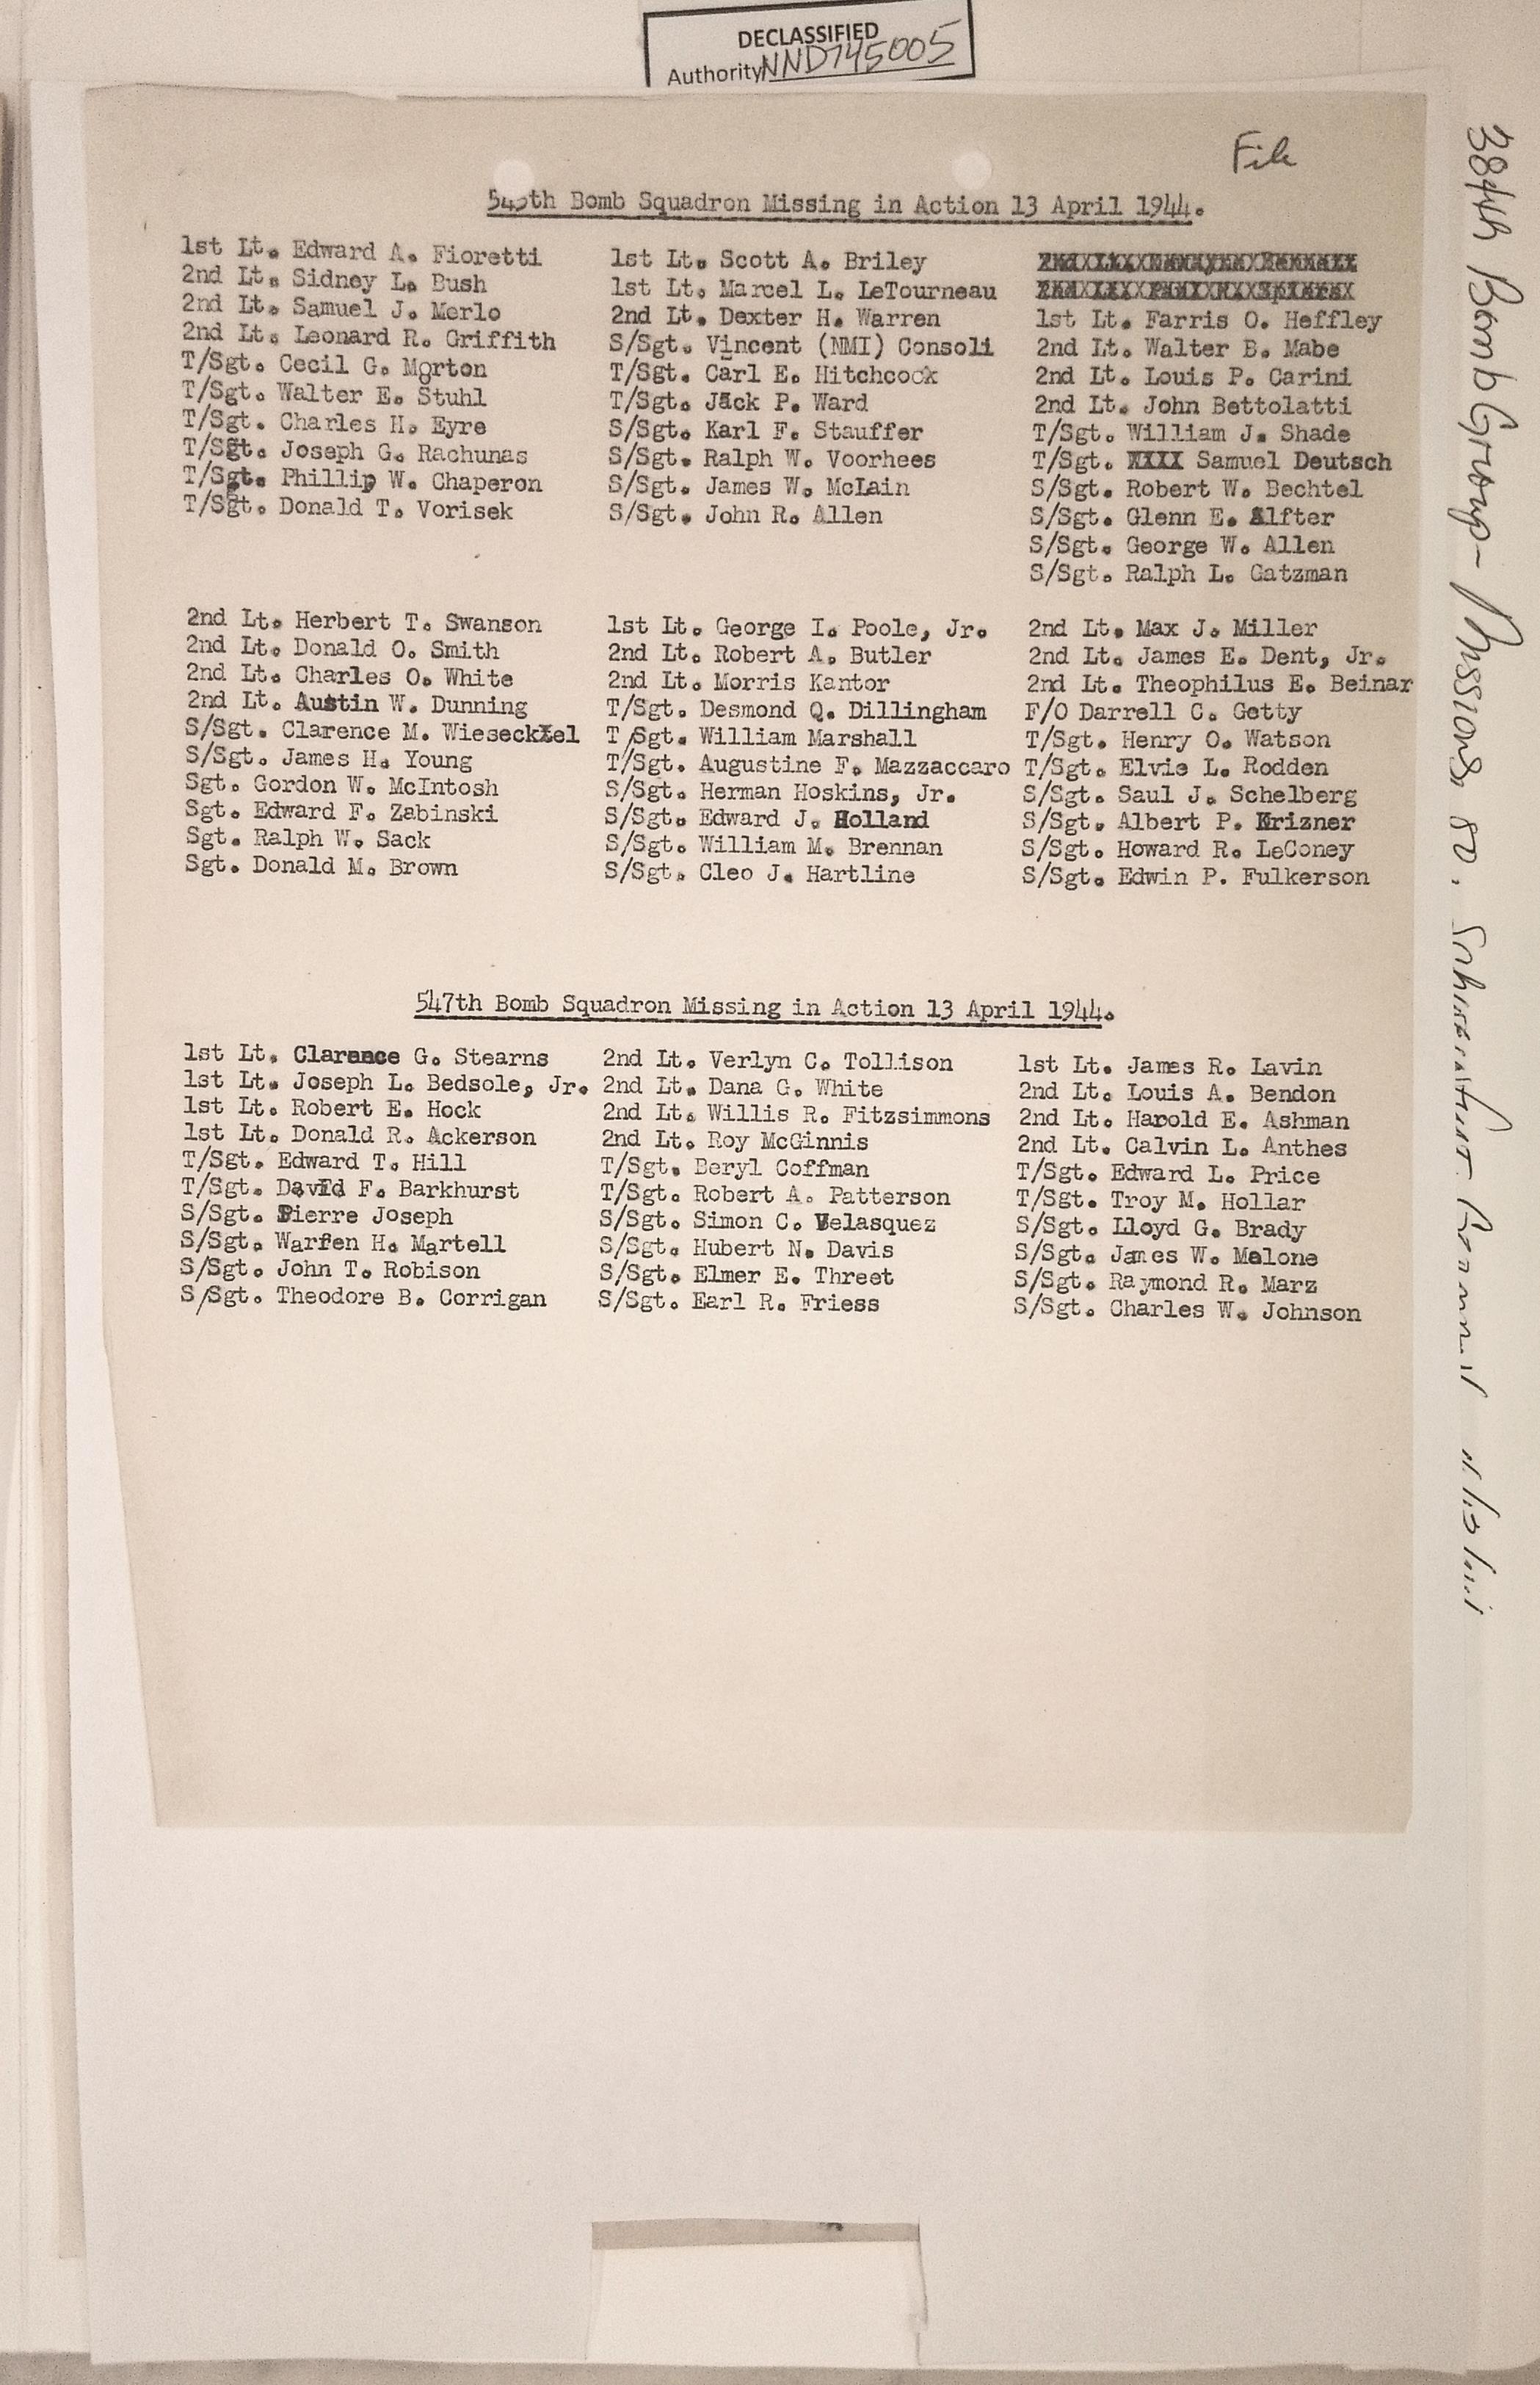 DECLASSIFIED
Authority NND745005
File
545th Bomb Squadron Missing in Action 13 April 1944.
1st Lt. Edward A. Fioretti
2nd Lt. Sidney L. Bush
2nd Lt. Samuel J. Merlo
2nd Lt. Leonard R. Griffith
T/Sgt. Cecil G. Morton
T/Sgt. Walter E. Stuhl
T/Sgt. Charles H. Eyre
T/Sgt. Joseph G. Rachunas
T/Sgt. Phillip W. Chaperon
T/Sgt. Donald T. Vorisek
1st Lt. Scott A. Briley
1st Lt. Marcel L. LeTourneau
2nd Lt. Dexter H. Warren
S/Sgt. Vincent (NMI) Consoli
T/Sgt. Carl E. Hitchcock
T/Sgt. Jack P. Ward
S/Sgt. Karl F. Stauffer
S/Sgt. Ralph W. Voorhees
S/Sgt. James W. McLain
S/Sgt. John R. Allen
1st Lt. Farris O. Heffley
2nd Lt. Walter B. Mabe
2nd Lt. Louis P. Carini
2nd Lt. John Bettolatti
T/Sgt. William J. Shade
T/Sgt. XXXX Samuel Deutsch
S/Sgt. Robert W. Bechtel
S/Sgt. Glenn E. Alfter
S/Sgt. George W. Allen
S/Sgt. Ralph L. Gatzman
2nd Lt. Herbert T. Swanson
2nd Lt. Donald O. Smith
2nd Lt. Charles O. White
2nd Lt. Austin W. Dunning
S/Sgt. Clarence M. Wieseckel
S/Sgt. James H. Young
Sgt. Gordon W. McIntosh
Sgt. Edward F. Zabinski
Sgt. Ralph W. Sack
Sgt. Donald M. Brown
1st Lt. George I. Poole, Jr.
2nd Lt. Robert A. Butler
2nd Lt. Morris Kantor
T/Sgt. Desmond Q. Dillingham
T/Sgt. William Marshall
T/Sgt. Augustine F. Mazzaccaro
S/Sgt. Herman Hoskins, Jr.
S/Sgt. Edward J. Holland
S/Sgt. William M. Brennan
S/Sgt. Cleo J. Hartline
2nd Lt. Max J. Miller
2nd Lt. James E. Dent, Jr.
2nd Lt. Theophilus E. Beinar
F/O Darrell C. Getty
T/Sgt. Henry O. Watson
T/Sgt. Elvie L. Rodden
S/Sgt. Saul J. Schelberg
S/Sgt. Albert P. Krizner
S/Sgt. Howard R. LeConey
S/Sgt. Edwin P. Fulkerson
547th Bomb Squadron Missing in Action 13 April 1944.
1st Lt. Clarance G. Stearns
1st Lt. Joseph L. Bedsole, Jr.
1st Lt. Robert E. Hock
1st Lt. Donald R. Ackerson
T/Sgt. Edward T. Hill
T/Sgt. David F. Barkhurst
S/Sgt. Pierre Joseph
S/Sgt. Warren H. Martell
S/Sgt. John T. Robison
S/Sgt. Theodore B. Corrigan
2nd Lt. Verlyn C. Tollison
2nd Lt. Dana G. White
2nd Lt. Willis R. Fitzsimmons
2nd Lt. Roy McGinnis
T/Sgt. Beryl Coffman
T/Sgt. Robert A. Patterson
S/Sgt. Simon C. Velasquez
S/Sgt. Hubert N. Davis
S/Sgt. Elmer E. Threet
S/Sgt. Earl R. Friess
1st Lt. James R. Lavin
2nd Lt. Louis A. Bendon
2nd Lt. Harold E. Ashman
2nd Lt. Calvin L. Anthes
T/Sgt. Edward L. Price
T/Sgt. Troy M. Hollar
S/Sgt. Lloyd G. Brady
S/Sgt. James W. Malone
S/Sgt. Raymond R. Marz
S/Sgt. Charles W. Johnson
384th Bomb Group - Missions 80.